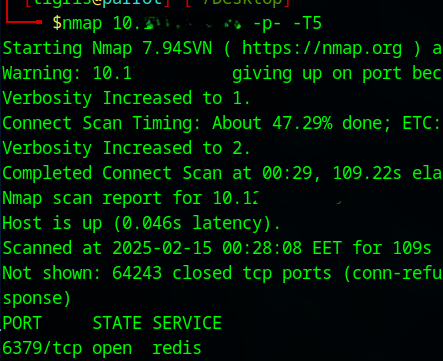 [tigris@parrot]-[~/Desktop]
$nmap 10. -p- -T5
Starting Nmap 7.94SVN ( https://nmap.org ) a
Warning: 10.1 giving up on port bec
Verbosity Increased to 1.
Connect Scan Timing: About 47.29% done; ETC:
Verbosity Increased to 2.
Completed Connect Scan at 00:29, 109.22s ela
Nmap scan report for 10.12
Host is up (0.046s latency).
Scanned at 2025-02-15 00:28:08 EET for 109s
Not shown: 64243 closed tcp ports (conn-refu
sponse)
PORT STATE SERVICE
6379/tcp open redis